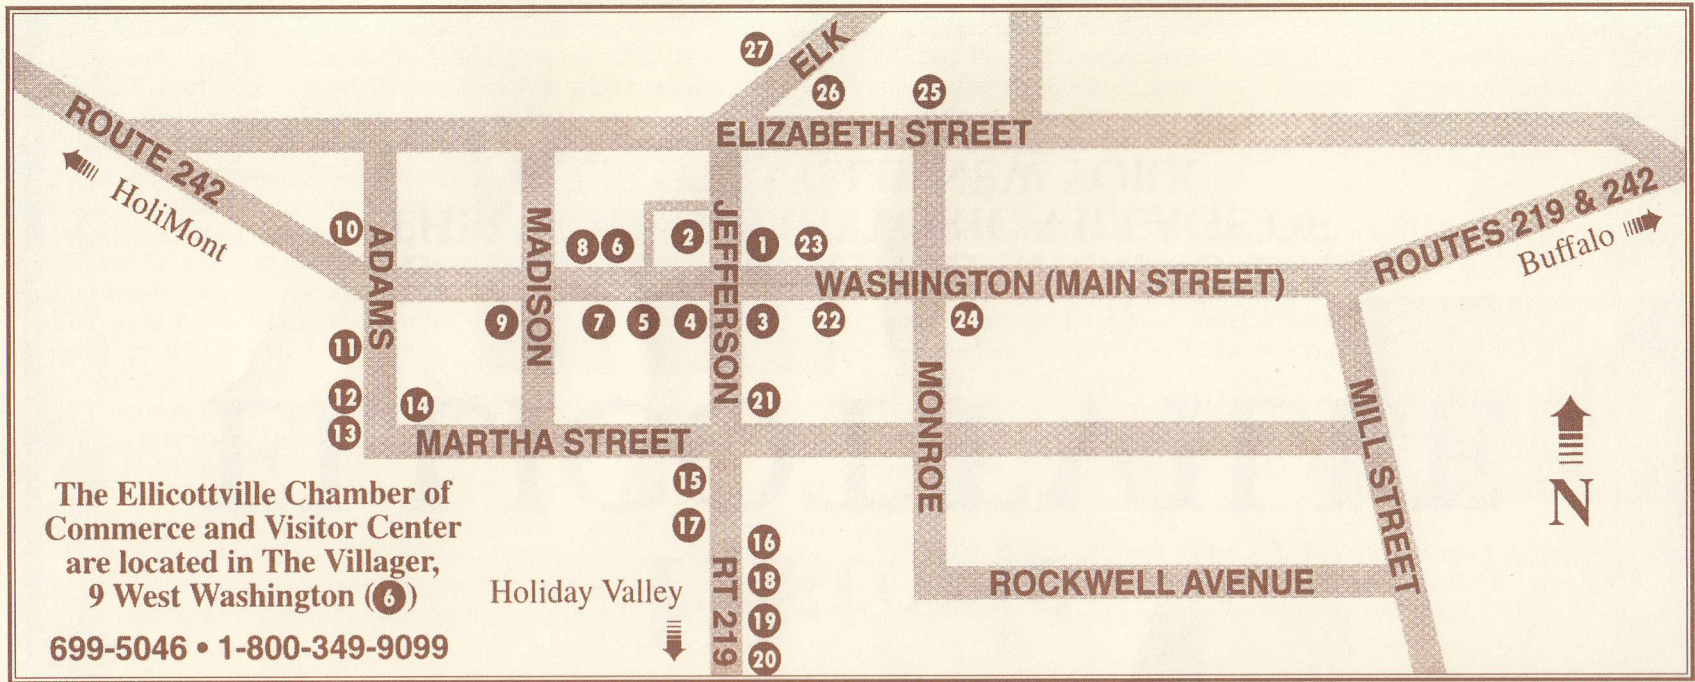 27
ELK
26
25
ELIZABETH STREET
ROUTE 242
HoliMont
10
ADAMS
MADISON
8
6
2
JEFFERSON
1
23
WASHINGTON (MAIN STREET)
ROUTES 219 & 242
Buffalo
9
7
5
4
3
22
24
11
12
13
14
MARTHA STREET
21
MONROE
MILL STREET
N
15
17
16
18
19
20
RT 219
Holiday Valley
ROCKWELL AVENUE
The Ellicottville Chamber of
Commerce and Visitor Center
are located in The Villager,
9 West Washington (6)
699-5046 • 1-800-349-9099